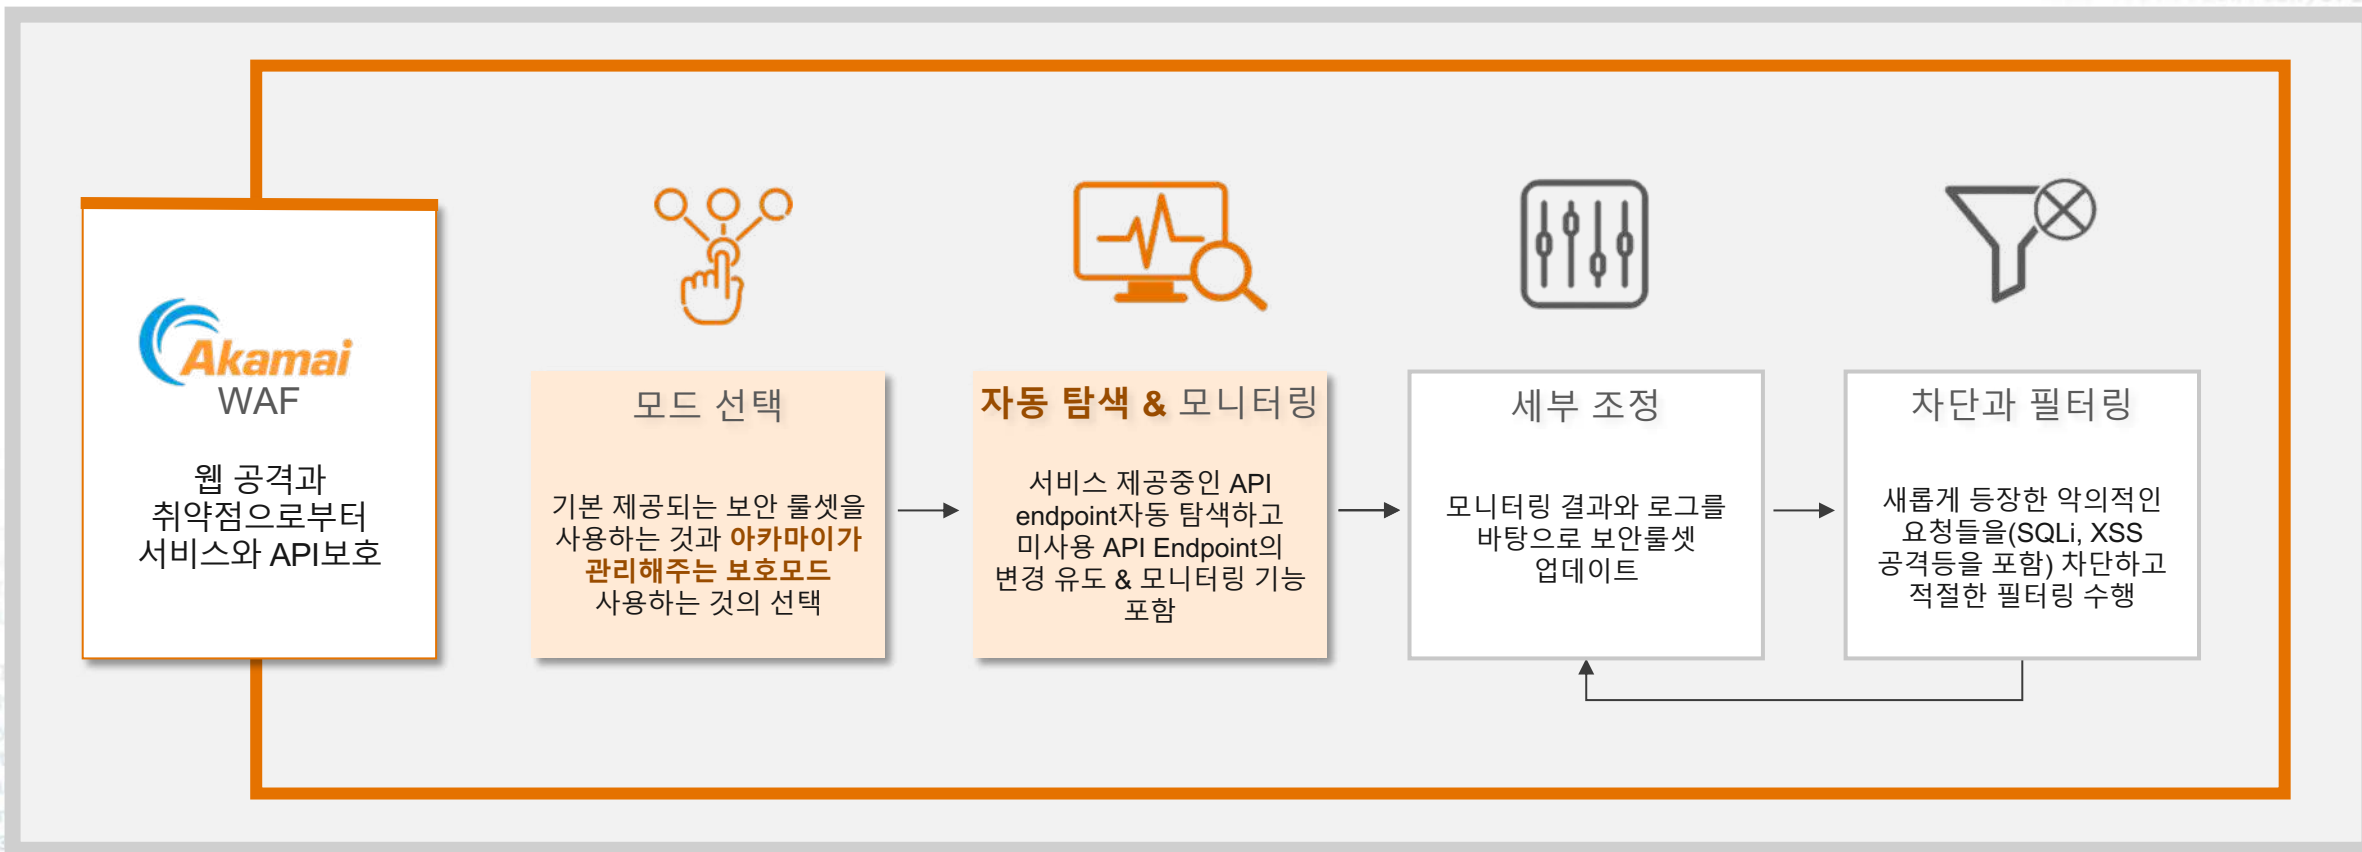 Akamai
WAF
웹 공격과
취약점으로부터
서비스와 API보호
모드 선택
기본 제공되는 보안 룰셋을
사용하는 것과 아카마이가
관리해주는 보호모드
사용하는 것의 선택
자동 탐색 & 모니터링
서비스 제공중인 API
endpoint자동 탐색하고
미사용 API Endpoint의
변경 유도 & 모니터링 기능
포함
세부 조정
모니터링 결과와 로그를
바탕으로 보안룰셋
업데이트
차단과 필터링
새롭게 등장한 악의적인
요청들을(SQLi, XSS
공격등을 포함) 차단하고
적절한 필터링 수행